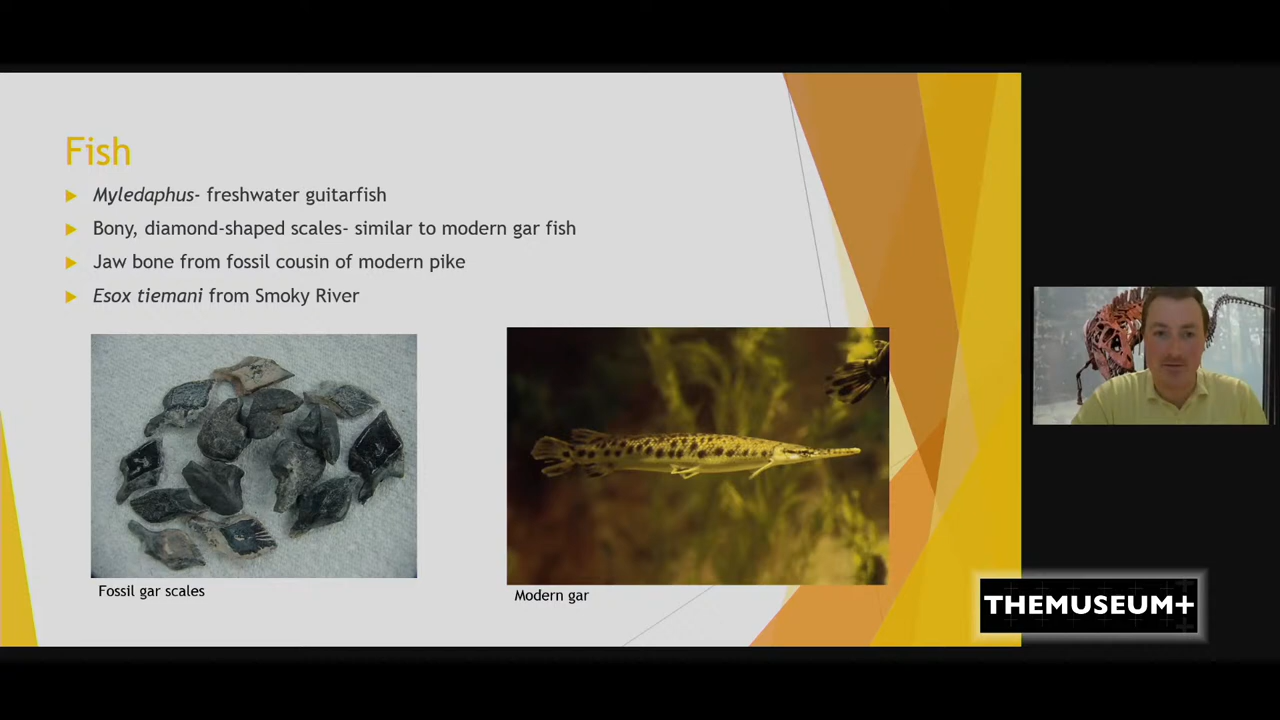 Fish
Myledaphus- freshwater guitarfish
Bony, diamond-shaped scales- similar to modern gar fish
Jaw bone from fossil cousin of modern pike
Esox tiemani from Smoky River
Fossil gar scales
Modern gar
THEMUSEUM+